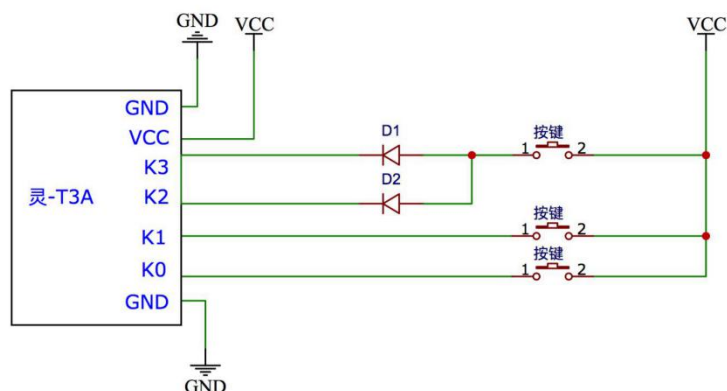 GND
VCC
VCC
GND
VCC
K3
K2
K1
K0
GND
灵-T3A
D1
D2
按键
1 2
按键
1 2
按键
1 2
GND